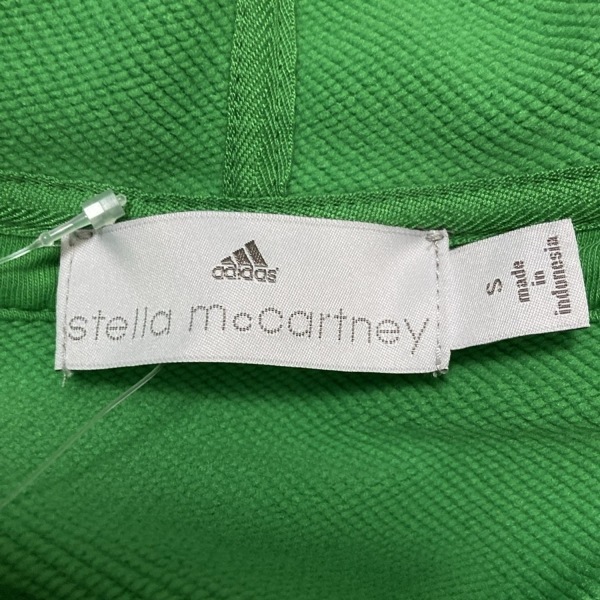 adidas
stella mccartney
S
made
in
indonesia